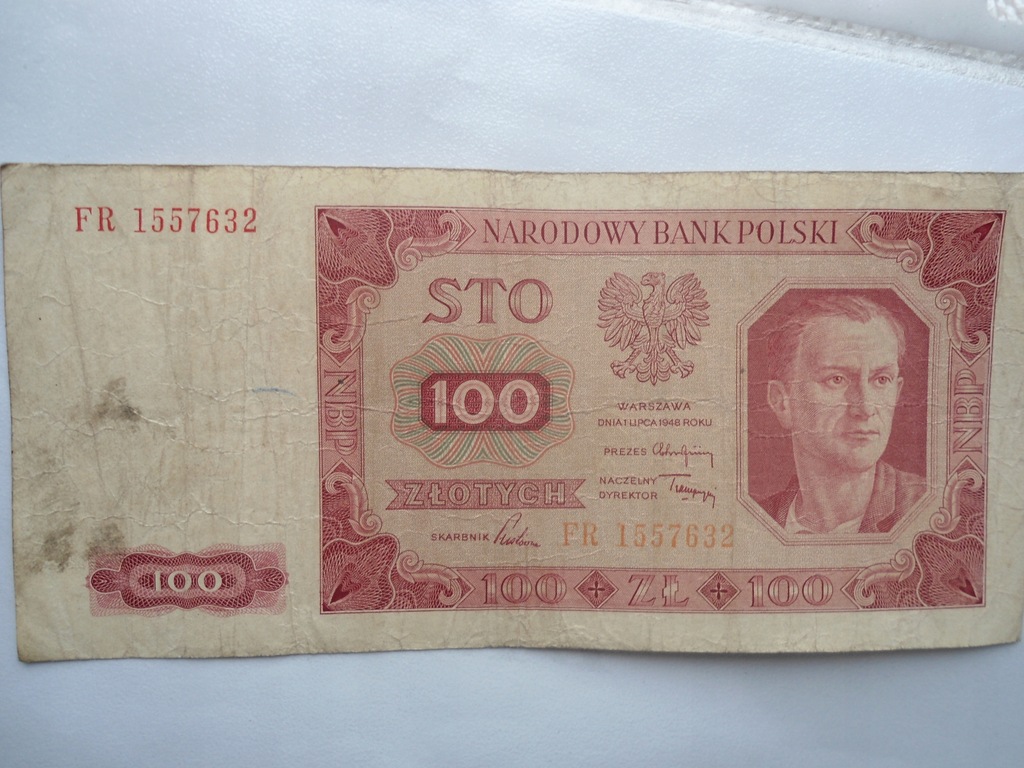 FR 1557632
NARODOWY BANK POLSKI
STO
100
ZŁOTYCH
WARSZAWA
DNIA 1 LIPCA 1948 ROKU
PREZES
NACZELNY
DYREKTOR
SKARBNIK
FR 1557632
NBP
NBP
100
100 ZŁ 100